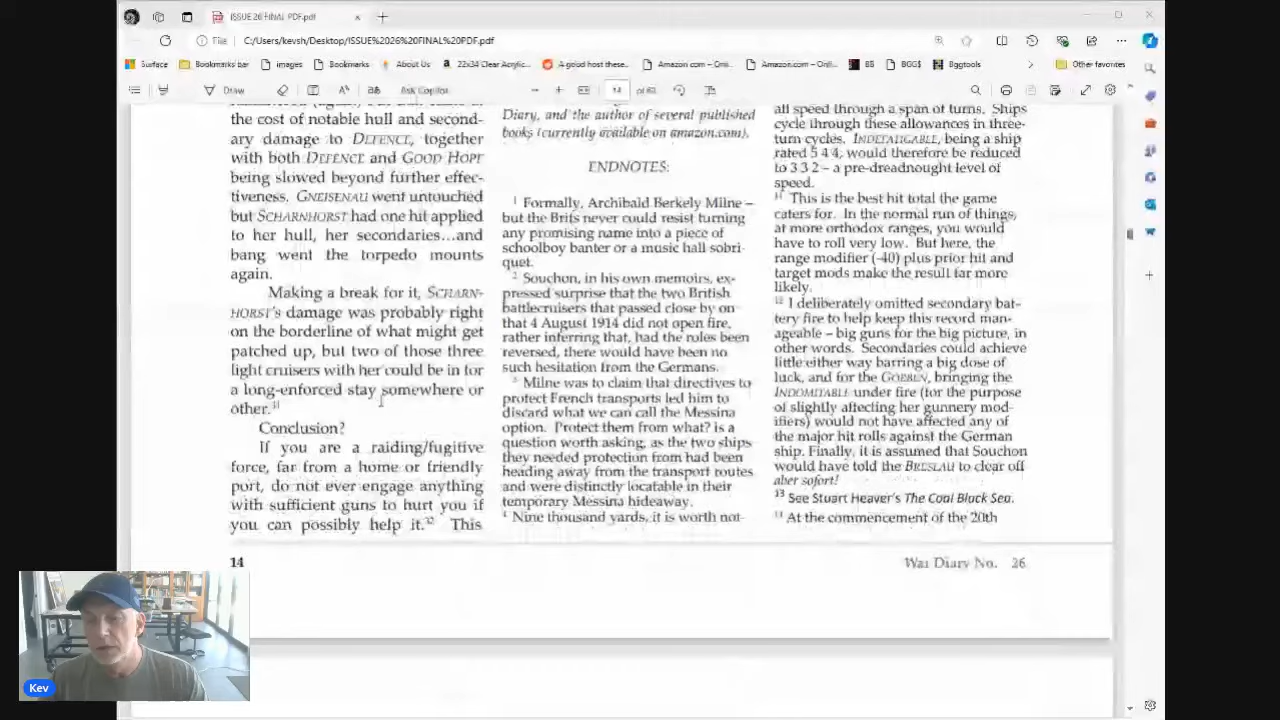 ISSUE 26 FINAL PDF.pdf
File C:/Users/kevsh/Desktop/ISSUE%2026%20FINAL%20PDF.pdf
Surface Bookmarks bar images Bookmarks About Us 22x34 Clear Acrylic... A good host these... Amazon.com – Onli... Amazon.com – Onli... BB BGG$ Bggtools Other favorites
Draw Ask Copilot 14 of 60
the cost of notable hull and second-
ary damage to DEFENCE, together
with both DEFENCE and GOOD HOPE
being slowed beyond further effec-
tiveness. GNEISENAU went untouched
but SCHARNHORST had one hit applied
to her hull, her secondaries...and
bang went the torpedo mounts
again.
Making a break for it, SCHARN-
HORST's damage was probably right
on the borderline of what might get
patched up, but two of those three
light cruisers with her could be in for
a long-enforced stay somewhere or
other.
Conclusion?
If you are a raiding/fugitive
force, far from a home or friendly
port, do not ever engage anything
with sufficient guns to hurt you if
you can possibly help it. This
14
Diary, and the author of several published
books (currently available on amazon.com).
ENDNOTES:
1 Formally, Archibald Berkely Milne –
but the Brits never could resist turning
any promising name into a piece of
schoolboy banter or a music hall sobri-
quet.
2 Souchon, in his own memoirs, ex-
pressed surprise that the two British
battlecruisers that passed close by on
that 4 August 1914 did not open fire,
rather inferring that, had the roles been
reversed, there would have been no
such hesitation from the Germans.
3 Milne was to claim that directives to
protect French transports led him to
discard what we can call the Messina
option. Protect them from what? is a
question worth asking, as the two ships
they needed protection from had been
heading away from the transport routes
and were distinctly locatable in their
temporary Messina hideaway.
4 Nine thousand yards, it is worth not-
all speed through a span of turns. Ships
cycle through these allowances in three-
turn cycles. INDEFATIGABLE, being a ship
rated 5 4 4, would therefore be reduced
to 3 3 2 – a pre-dreadnought level of
speed.
11 This is the best hit total the game
caters for. In the normal run of things,
at more orthodox ranges, you would
have to roll very low. But here, the
range modifier (-40) plus prior hit and
target mods make the result far more
likely.
12 I deliberately omitted secondary bat-
tery fire to help keep this record man-
ageable – big guns for the big picture, in
other words. Secondaries could achieve
little either way barring a big dose of
luck, and for the GOEBEN, bringing the
INDOMITABLE under fire (for the purpose
of slightly affecting her gunnery mod-
ifiers) would not have affected any of
the major hit rolls against the German
ship. Finally, it is assumed that Souchon
would have told the BRESLAU to clear off
aber sofort!
13 See Stuart Heaver's The Coal Black Sea.
At the commencement of the 20th
War Diary No. 26
Kev